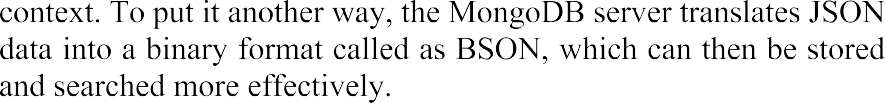 context. To put it another way, the MongoDB server translates JSON
data into a binary format called as BSON, which can then be stored
and searched more effectively.